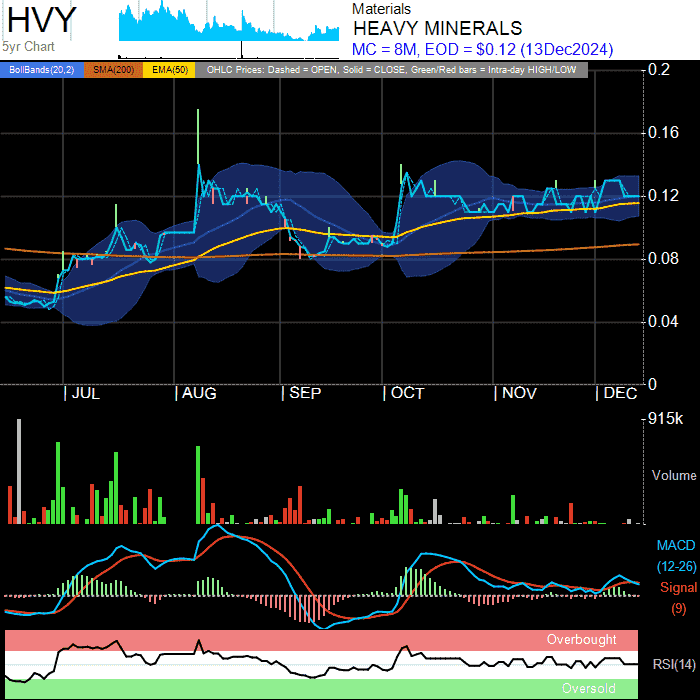 HVY
5yr Chart
Materials
HEAVY MINERALS
MC = 8M, EOD = $0.12 (13Dec2024)
BollBands(20,2) SMA(200) EMA(50) OHLC Prices: Dashed = OPEN, Solid = CLOSE, Green/Red bars = Intra-day HIGH/LOW
0.2
0.16
0.12
0.08
0.04
0
JUL AUG SEP OCT NOV DEC
915k
Volume
MACD
(12-26)
Signal
(9)
Overbought
RSI(14)
Oversold